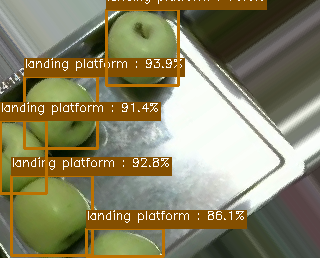 landing platform : 93.9%
landing platform : 91.4%
landing platform : 92.8%
landing platform : 86.1%